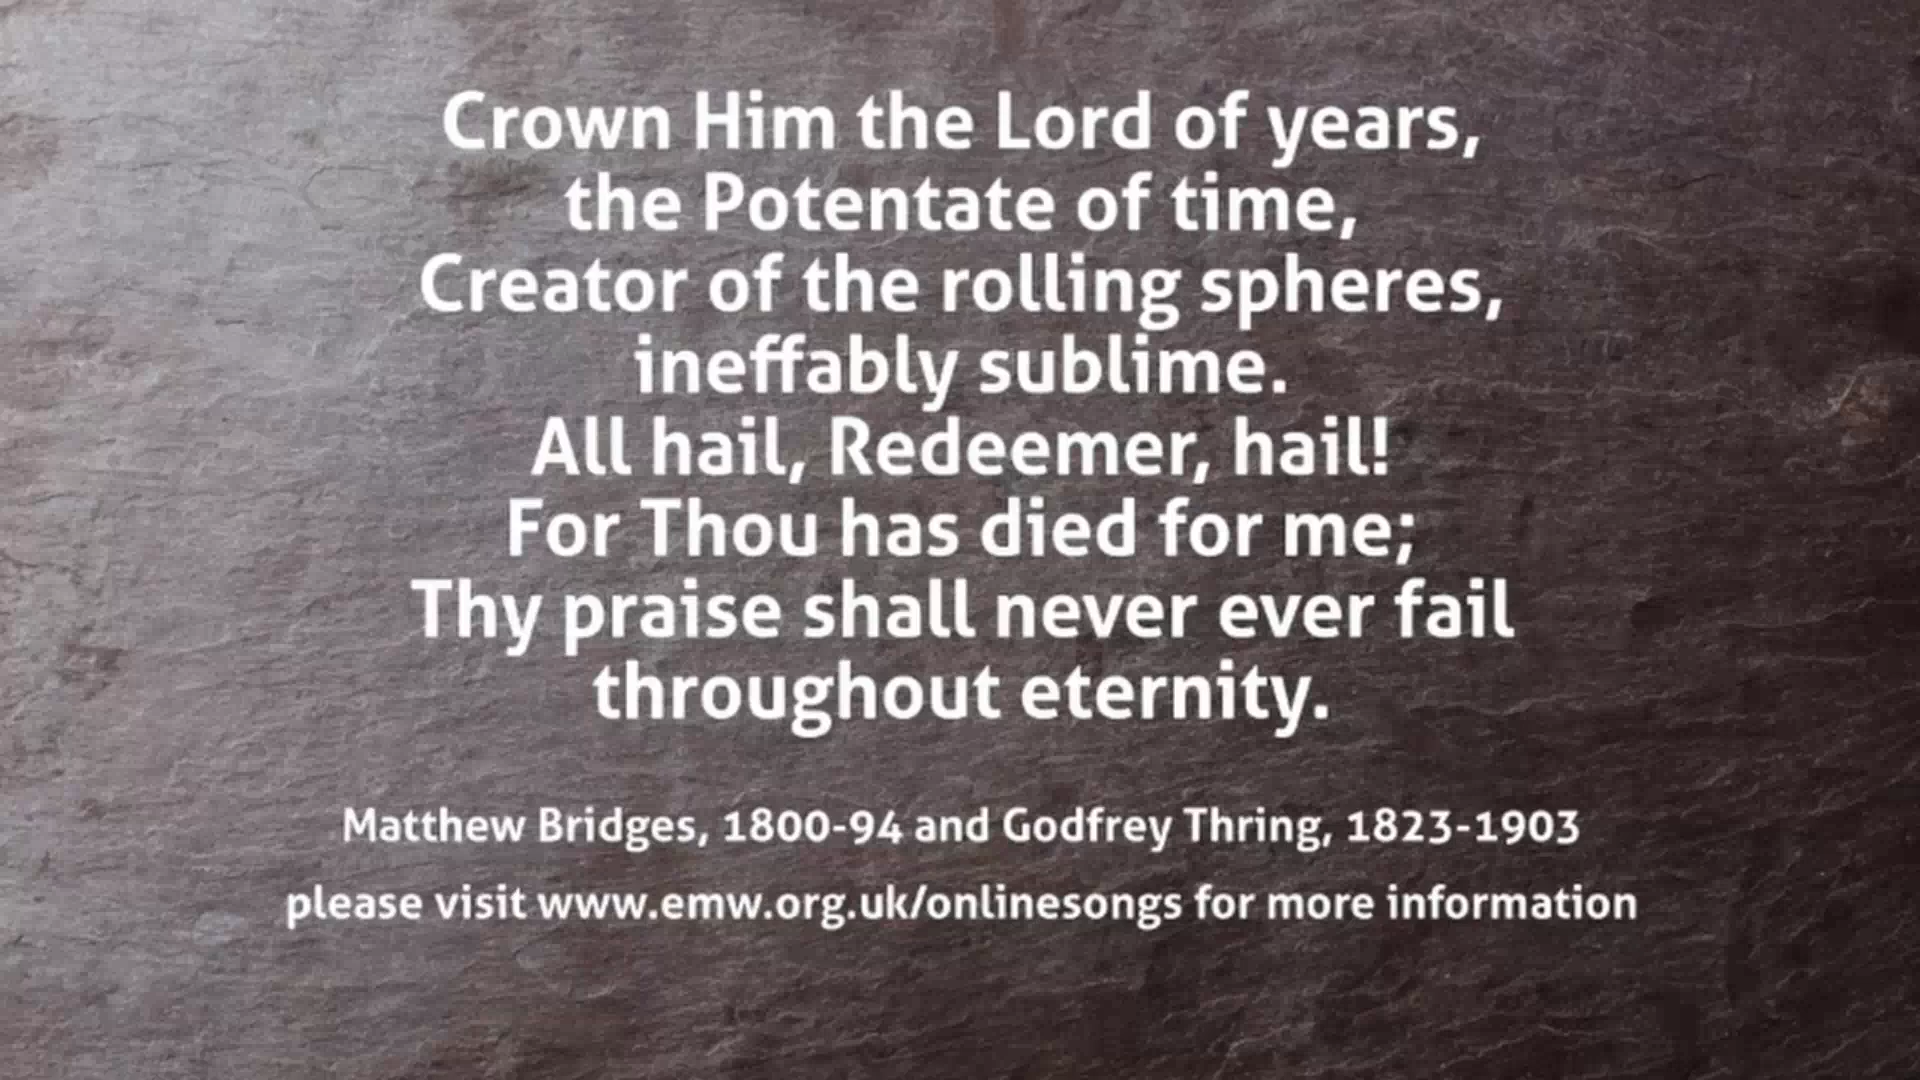 Crown Him the Lord of years,
the Potentate of time,
Creator of the rolling spheres,
ineffably sublime.
All hail, Redeemer, hail!
For Thou has died for me;
Thy praise shall never ever fail
throughout eternity.
Matthew Bridges, 1800-94 and Godfrey Thring, 1823-1903
please visit www.emw.org.uk/onlinesongs for more information